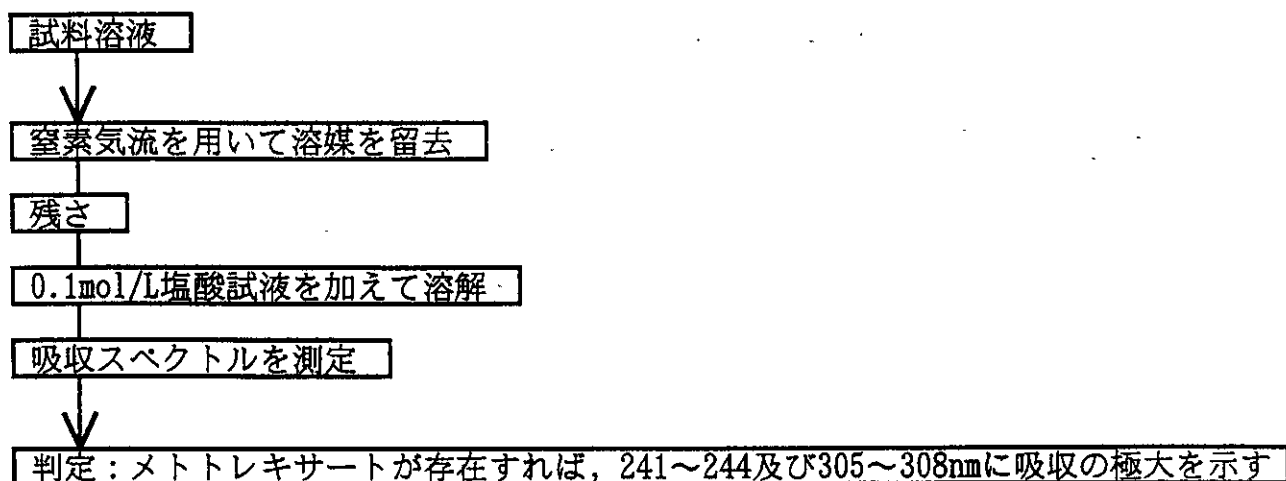 試料溶液
窒素気流を用いて溶媒を留去
残さ
0.1mol/L塩酸試液を加えて溶解
吸収スペクトルを測定
判定：メトトレキサートが存在すれば，241～244及び305～308nmに吸収の極大を示す